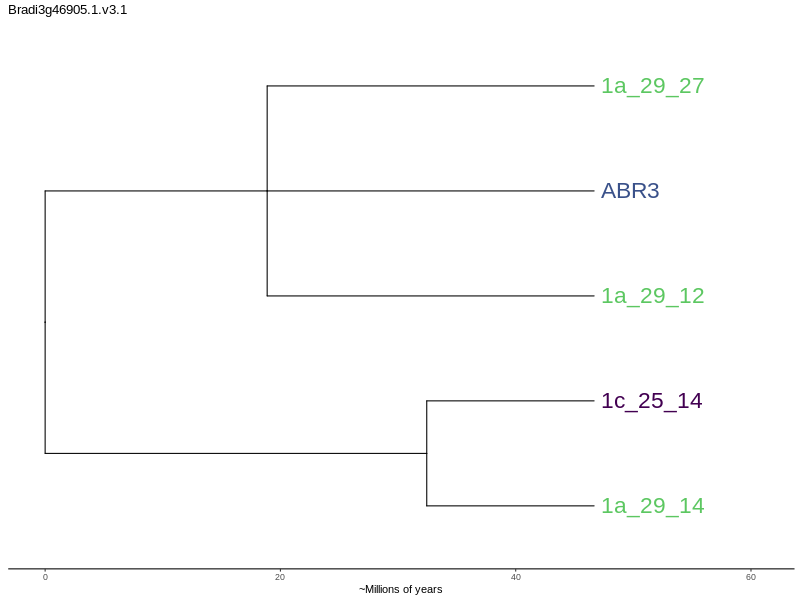 Bradi3g46905.1.v3.1
1a_29_27
ABR3
1a_29_12
1c_25_14
1a_29_14
0 20 40 60
~Millions of years